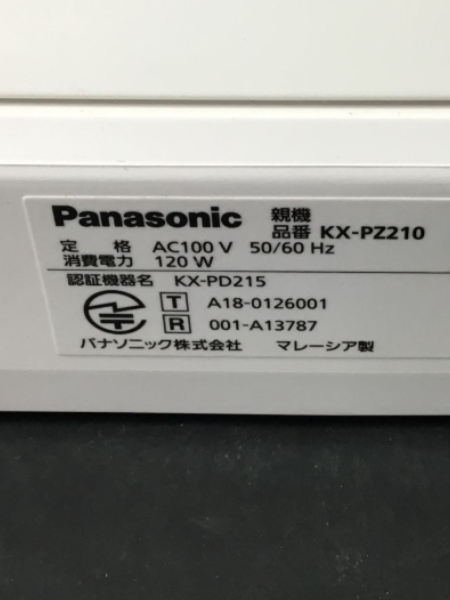 Panasonic 親機
品番 KX-PZ210
定 格 AC100 V 50/60 Hz
消費電力 120 W
認証機器名 KX-PD215
T A18-0126001
R 001-A13787
パナソニック株式会社 マレーシア製